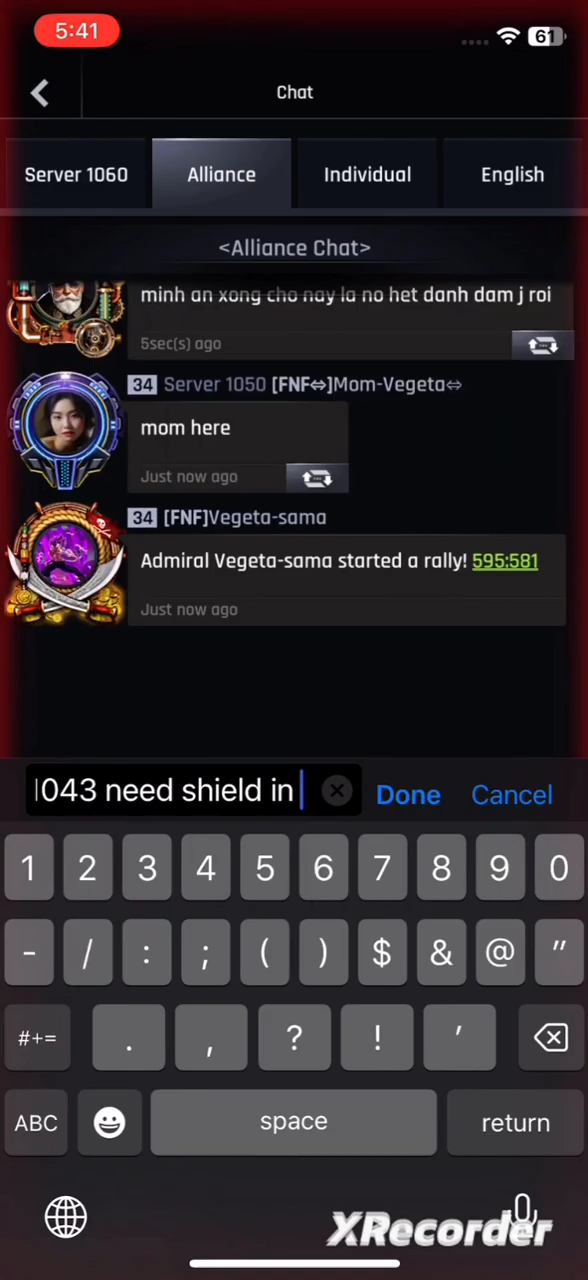 5:41
61
Chat
Server 1060
Alliance
Individual
English
<Alliance Chat>
minh an xong cho nay la no het danh dam j roi
5sec(s) ago
34 Server 1050 [FNF⇔]Mom-Vegeta⇔
mom here
Just now ago
34 [FNF]Vegeta-sama
Admiral Vegeta-sama started a rally! 595:581
Just now ago
1043 need shield in
Done
Cancel
1 2 3 4 5 6 7 8 9 0
- / : ; ( ) $ & @ "
#+= . , ? ! '
ABC space return
XRecorder